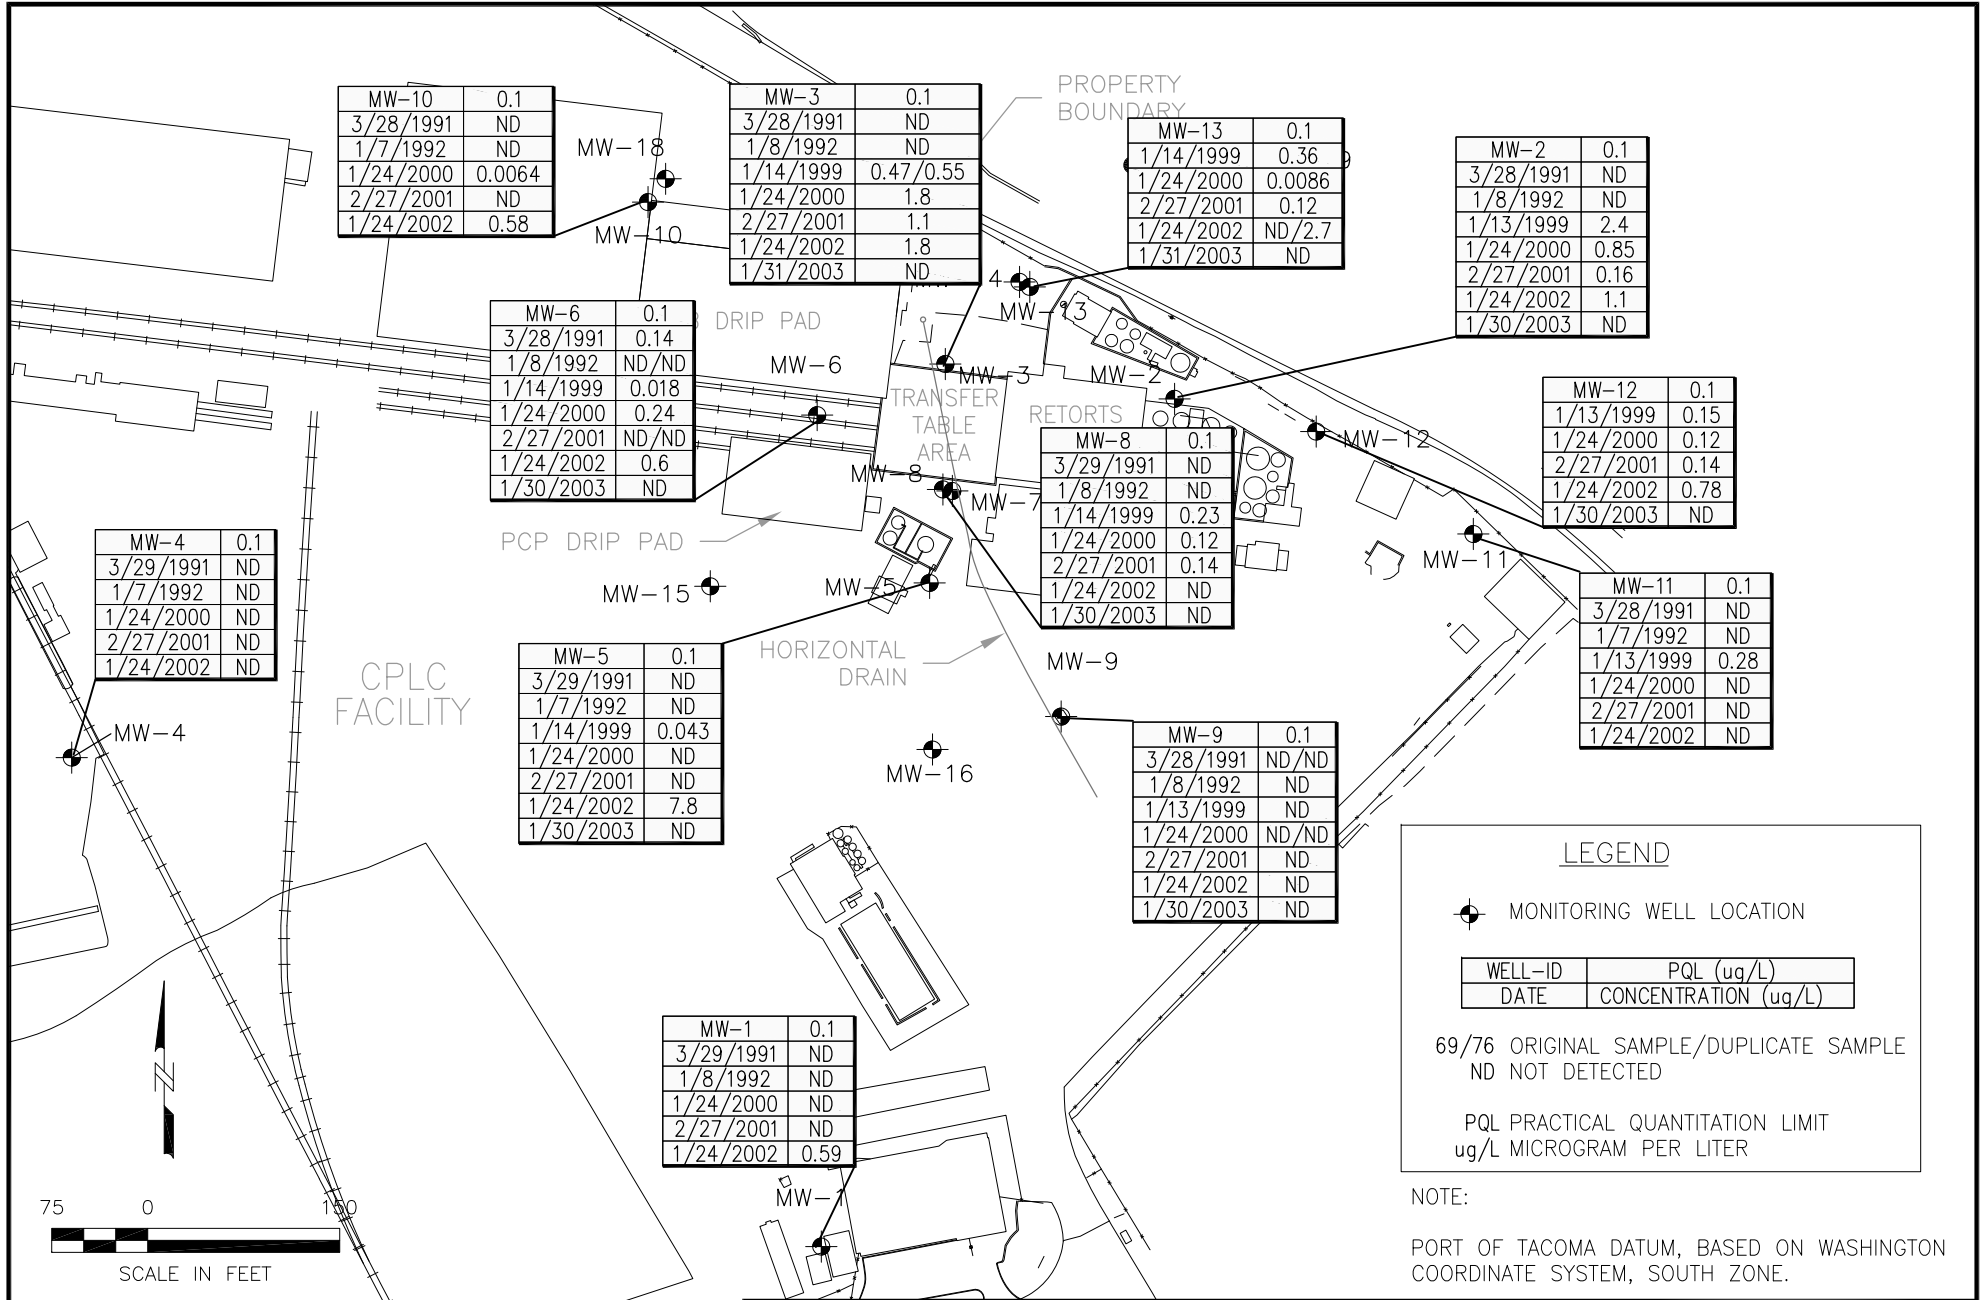 PROPERTY
BOUNDARY
MW-10 0.1
3/28/1991 ND
1/7/1992 ND
1/24/2000 0.0064
2/27/2001 ND
1/24/2002 0.58
MW-18
MW-10
MW-3 0.1
3/28/1991 ND
1/8/1992 ND
1/14/1999 0.47/0.55
1/24/2000 1.8
2/27/2001 1.1
1/24/2002 1.8
1/31/2003 ND
MW-13 0.1
1/14/1999 0.36
1/24/2000 0.0086
2/27/2001 0.12
1/24/2002 ND/2.7
1/31/2003 ND
9
MW-2 0.1
3/28/1991 ND
1/8/1992 ND
1/13/1999 2.4
1/24/2000 0.85
2/27/2001 0.16
1/24/2002 1.1
1/30/2003 ND
4
MW-13
MW-6 0.1
3/28/1991 0.14
1/8/1992 ND/ND
1/14/1999 0.018
1/24/2000 0.24
2/27/2001 ND/ND
1/24/2002 0.6
1/30/2003 ND
DRIP PAD
MW-6
MW-3
MW-2
TRANSFER
TABLE
AREA
RETORTS
MW-12
MW-12 0.1
1/13/1999 0.15
1/24/2000 0.12
2/27/2001 0.14
1/24/2002 0.78
1/30/2003 ND
MW-8
MW-7
MW-8 0.1
3/29/1991 ND
1/8/1992 ND
1/14/1999 0.23
1/24/2000 0.12
2/27/2001 0.14
1/24/2002 ND
1/30/2003 ND
PCP DRIP PAD
MW-11
MW-4 0.1
3/29/1991 ND
1/7/1992 ND
1/24/2000 ND
2/27/2001 ND
1/24/2002 ND
MW-15
MW-5
MW-11 0.1
3/28/1991 ND
1/7/1992 ND
1/13/1999 0.28
1/24/2000 ND
2/27/2001 ND
1/24/2002 ND
MW-5 0.1
3/29/1991 ND
1/7/1992 ND
1/14/1999 0.043
1/24/2000 ND
2/27/2001 ND
1/24/2002 7.8
1/30/2003 ND
HORIZONTAL
DRAIN
MW-9
CPLC
FACILITY
MW-4
MW-16
MW-9 0.1
3/28/1991 ND/ND
1/8/1992 ND
1/13/1999 ND
1/24/2000 ND/ND
2/27/2001 ND
1/24/2002 ND
1/30/2003 ND
MW-1 0.1
3/29/1991 ND
1/8/1992 ND
1/24/2000 ND
2/27/2001 ND
1/24/2002 0.59
MW-1
N
75 0 150
SCALE IN FEET
LEGEND
MONITORING WELL LOCATION
WELL-ID PQL (ug/L)
DATE CONCENTRATION (ug/L)
69/76 ORIGINAL SAMPLE/DUPLICATE SAMPLE
ND NOT DETECTED
PQL PRACTICAL QUANTITATION LIMIT
ug/L MICROGRAM PER LITER
NOTE:
PORT OF TACOMA DATUM, BASED ON WASHINGTON
COORDINATE SYSTEM, SOUTH ZONE.